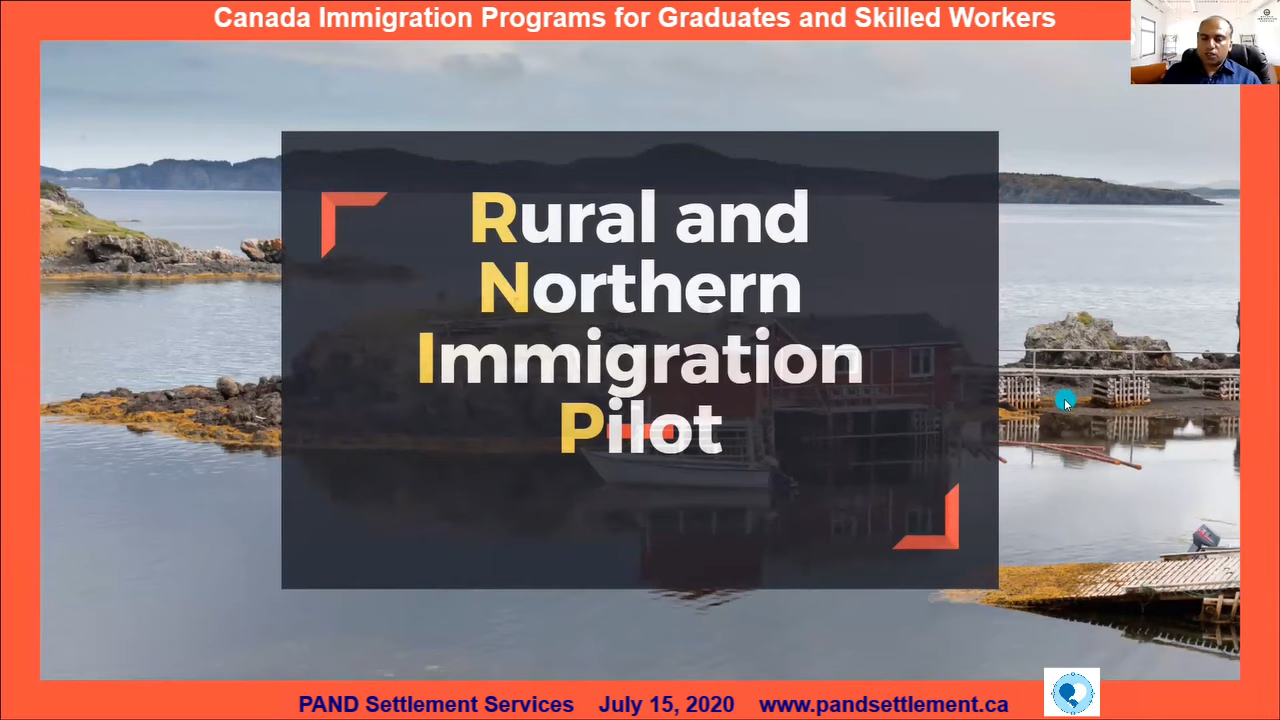 Canada Immigration Programs for Graduates and Skilled Workers
Rural and
Northern
Immigration
Pilot
PAND Settlement Services July 15, 2020 www.pandsettlement.ca